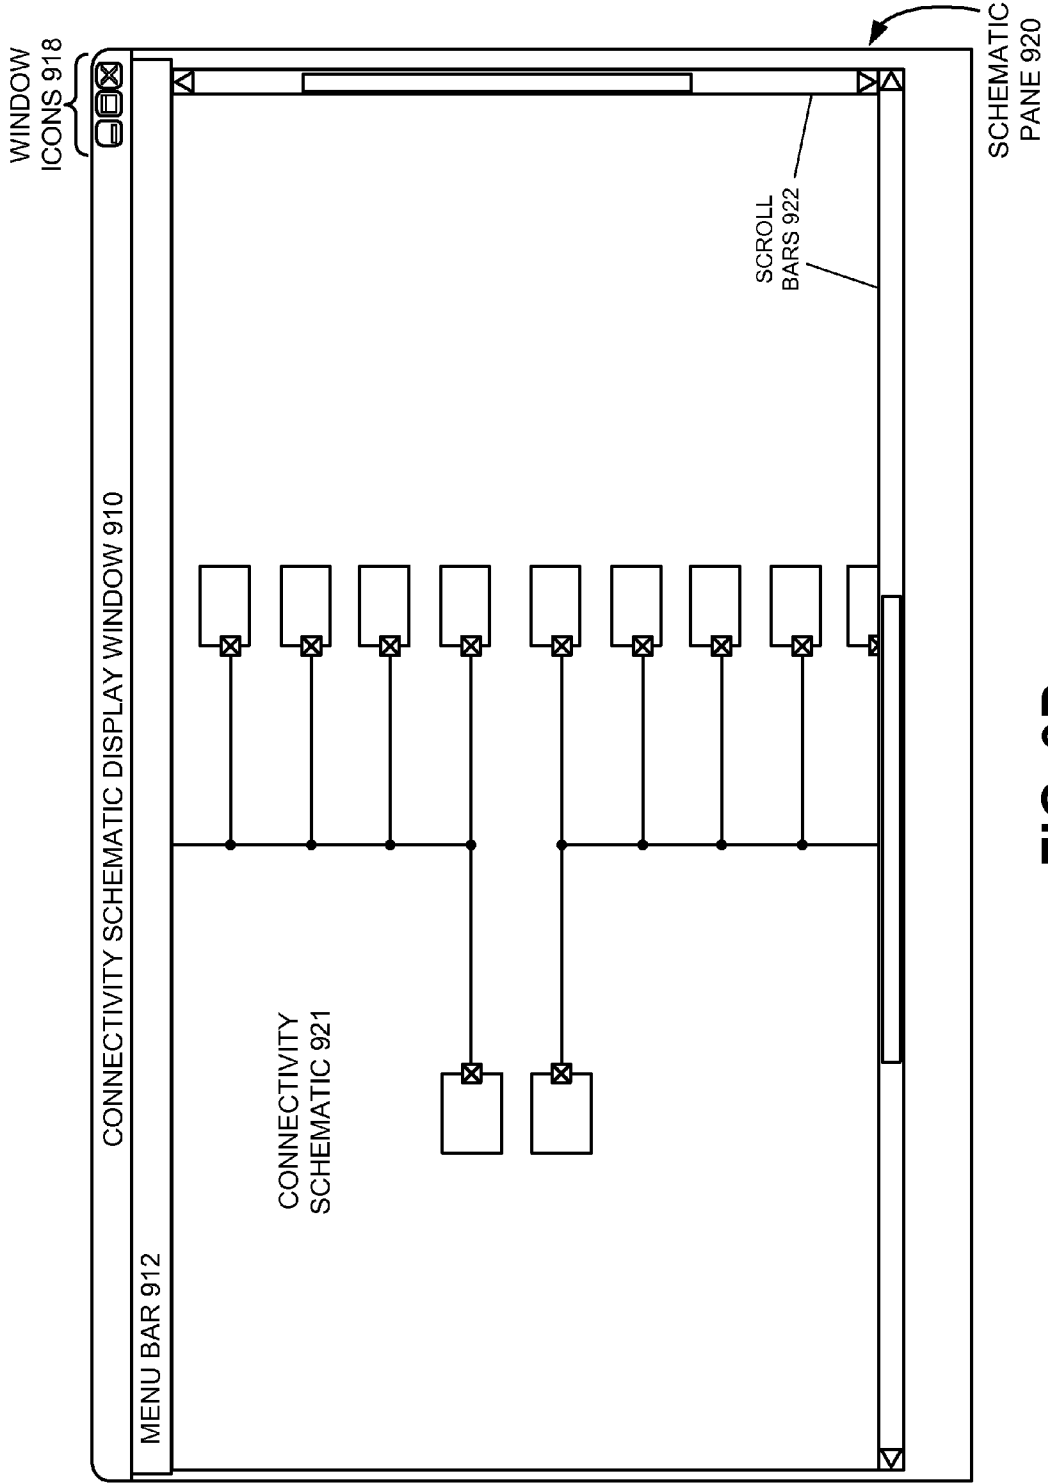 WINDOW
ICONS 918
CONNECTIVITY SCHEMATIC DISPLAY WINDOW 910
MENU BAR 912
CONNECTIVITY
SCHEMATIC 921
SCROLL
BARS 922
SCHEMATIC
PANE 920
FIG.